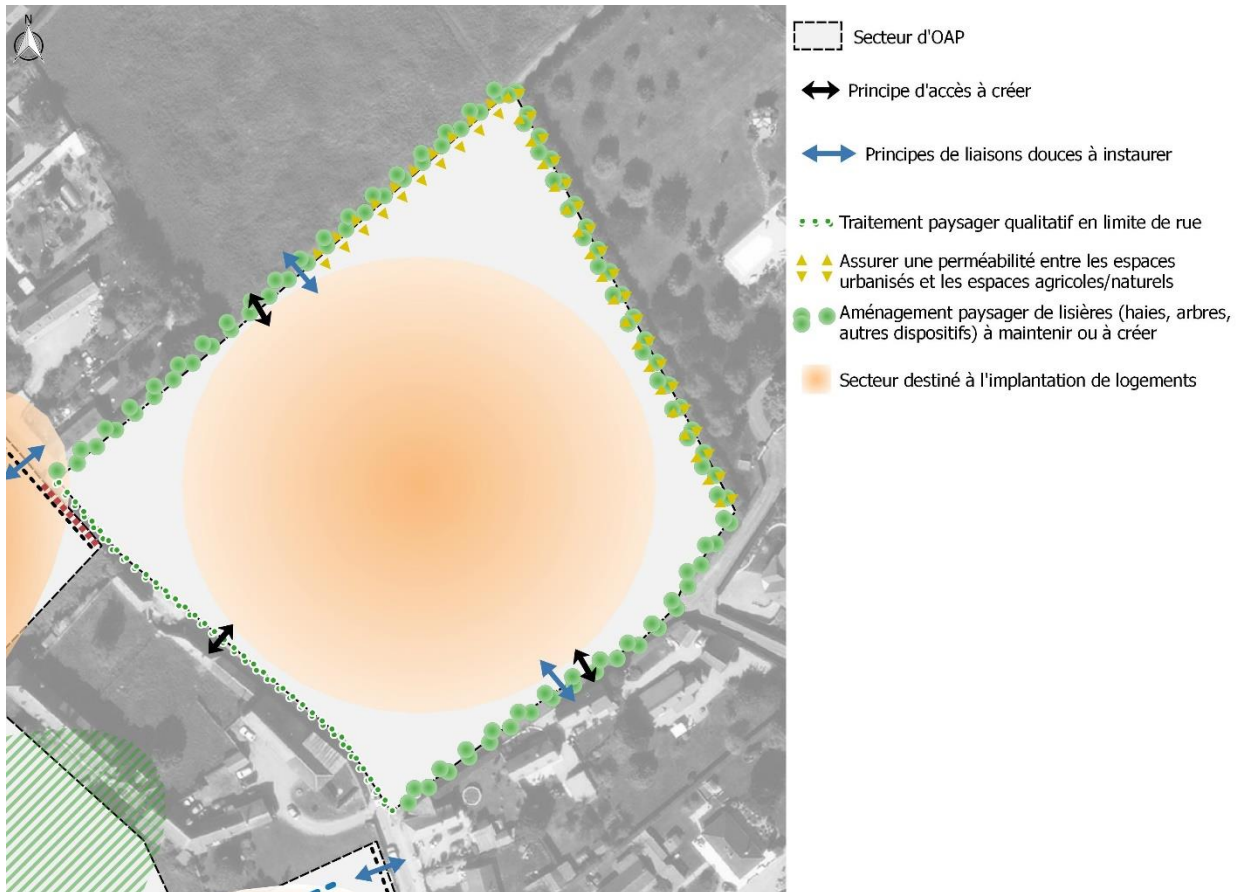 N
Secteur d'OAP
Principe d'accès à créer
Principes de liaisons douces à instaurer
Traitement paysager qualitatif en limite de rue
Assurer une perméabilité entre les espaces
urbanisés et les espaces agricoles/naturels
Aménagement paysager de lisières (haies, arbres,
autres dispositifs) à maintenir ou à créer
Secteur destiné à l'implantation de logements